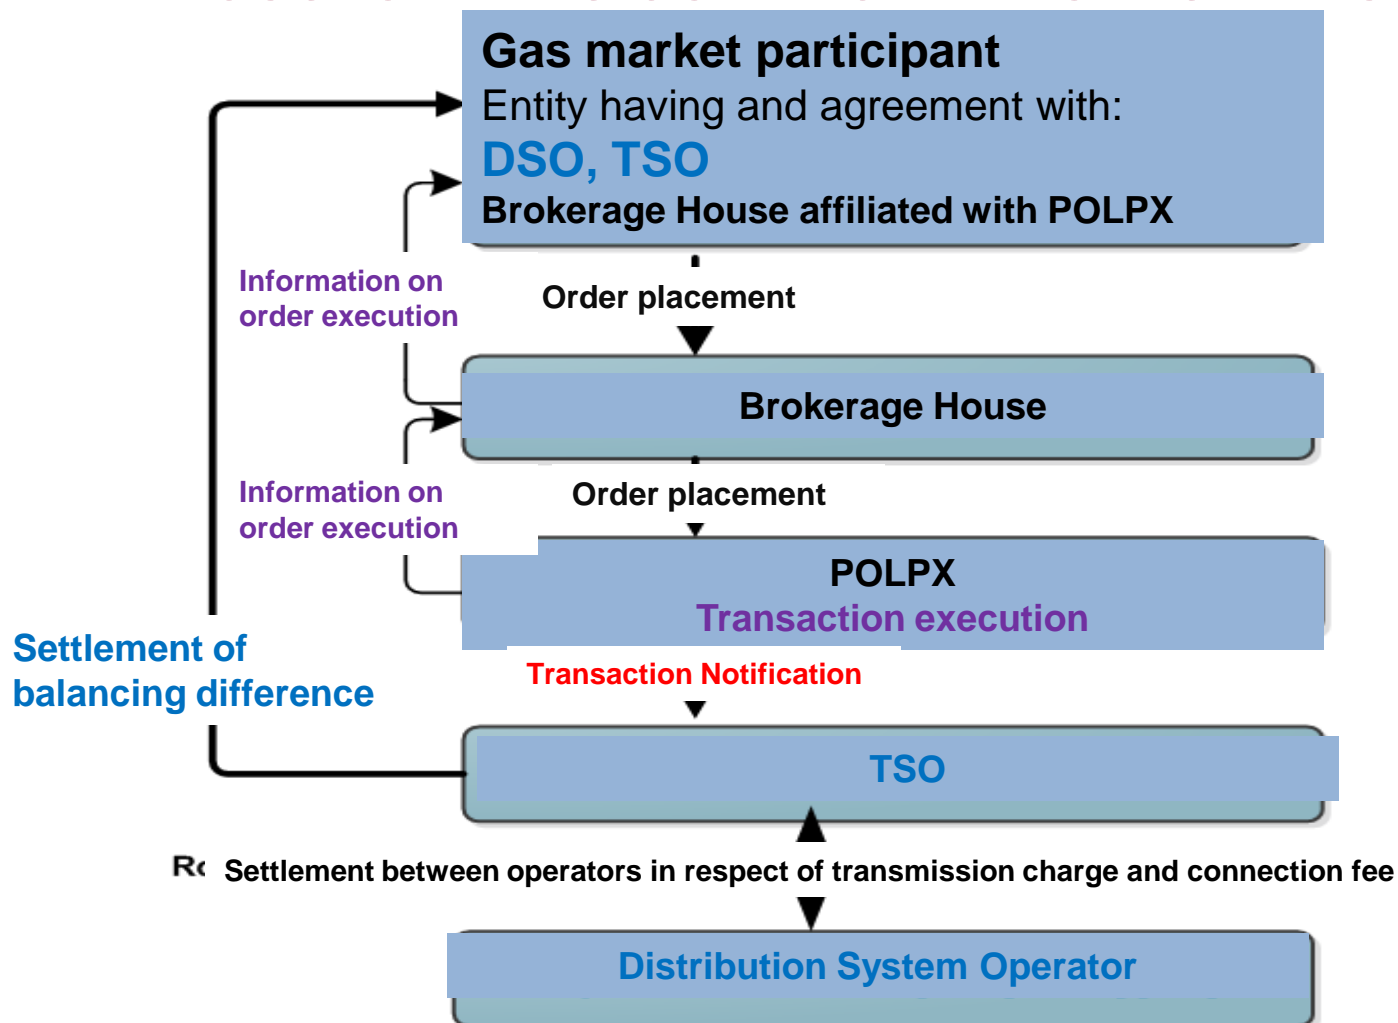 Gas market participant
Entity having and agreement with:
DSO, TSO
Brokerage House affiliated with POLPX
Information on
order execution
Order placement
Brokerage House
Information on
order execution
Order placement
POLPX
Transaction execution
Settlement of
balancing difference
Transaction Notification
TSO
Settlement between operators in respect of transmission charge and connection fee
Distribution System Operator